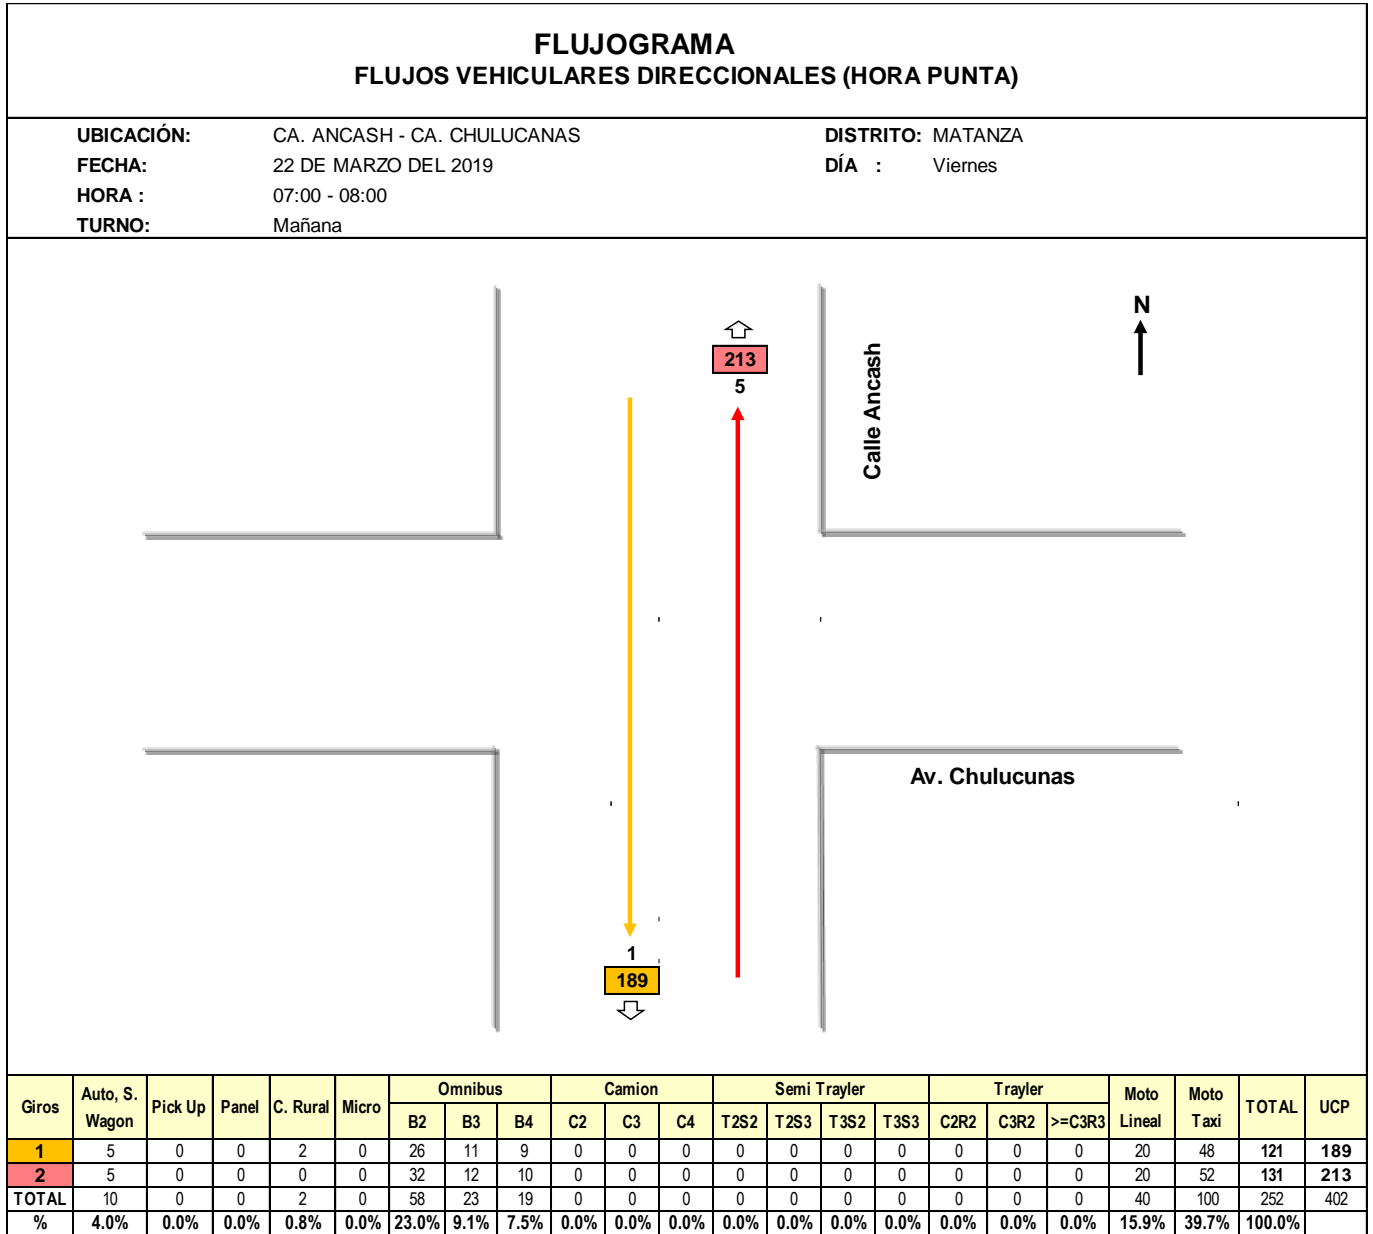 FLUJOGRAMA
FLUJOS VEHICULARES DIRECCIONALES (HORA PUNTA)
UBICACIÓN: CA. ANCASH - CA. CHULUCANAS DISTRITO: MATANZA
FECHA: 22 DE MARZO DEL 2019 DÍA : Viernes
HORA : 07:00 - 08:00
TURNO: Mañana
N
213
5
Calle Ancash
Av. Chulucunas
1
189
Giros Auto, S. Wagon Pick Up Panel C. Rural Micro Omnibus Camion Semi Trayler Trayler Moto Lineal Moto Taxi TOTAL UCP
B2 B3 B4 C2 C3 C4 T2S2 T2S3 T3S2 T3S3 C2R2 C3R2 >=C3R3
1 5 0 0 2 0 26 11 9 0 0 0 0 0 0 0 0 0 0 20 48 121 189
2 5 0 0 0 0 32 12 10 0 0 0 0 0 0 0 0 0 0 20 52 131 213
TOTAL 10 0 0 2 0 58 23 19 0 0 0 0 0 0 0 0 0 0 40 100 252 402
% 4.0% 0.0% 0.0% 0.8% 0.0% 23.0% 9.1% 7.5% 0.0% 0.0% 0.0% 0.0% 0.0% 0.0% 0.0% 0.0% 0.0% 0.0% 15.9% 39.7% 100.0%